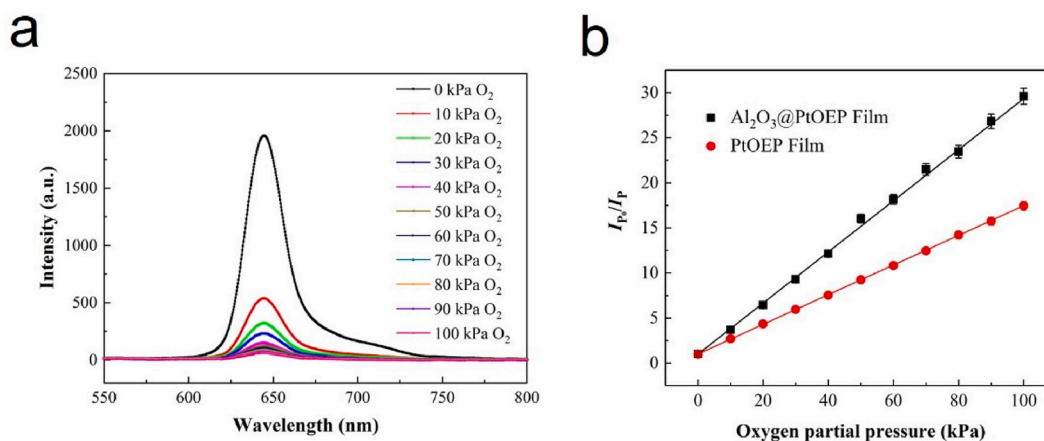 a
2500
2000
1500
1000
500
0
550
600
650
700
750
800
Intensity (a.u.)
Wavelength (nm)
0 kPa O₂
10 kPa O₂
20 kPa O₂
30 kPa O₂
40 kPa O₂
50 kPa O₂
60 kPa O₂
70 kPa O₂
80 kPa O₂
90 kPa O₂
100 kPa O₂
b
30
25
20
15
10
5
0
0
20
40
60
80
100
I_P₀/I_P
Oxygen partial pressure (kPa)
Al₂O₃@PtOEP Film
PtOEP Film